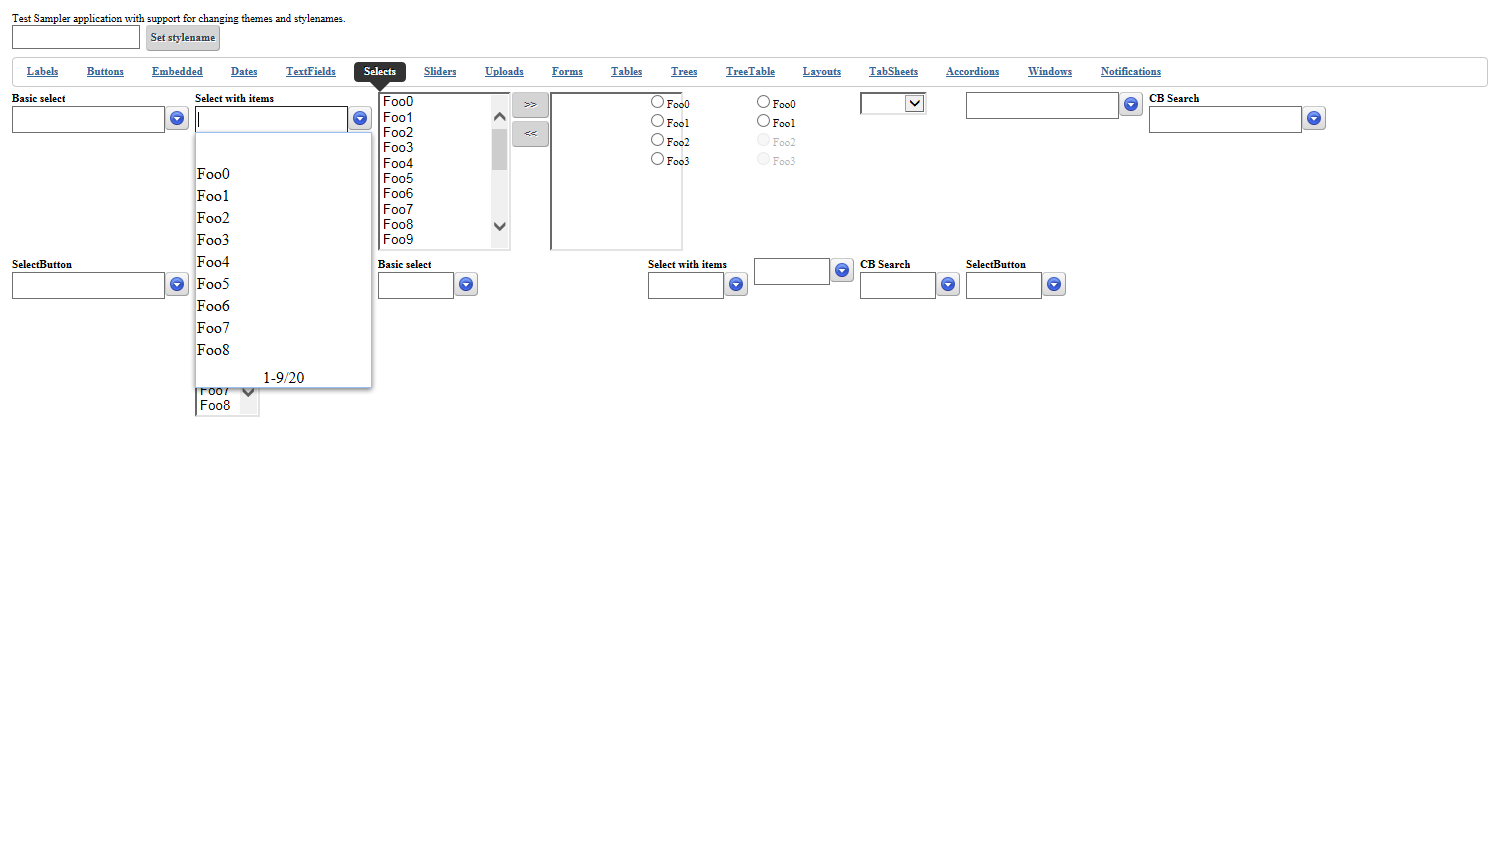 Test Sampler application with support for changing themes and stylenames.
Set stylename
Labels Buttons Embedded Dates TextFields Selects Sliders Uploads Forms Tables Trees TreeTable Layouts TabSheets Accordions Windows Notifications
Basic select
Select with items
Foo0
Foo1
Foo2
Foo3
Foo4
Foo5
Foo6
Foo7
Foo8
1-9/20
Foo0
Foo1
Foo2
Foo3
Foo4
Foo5
Foo6
Foo7
Foo8
Foo9
>>
<<
Foo0
Foo1
Foo2
Foo3
Foo0
Foo1
Foo2
Foo3
CB Search
SelectButton
Basic select
Select with items
CB Search
SelectButton
Foo7
Foo8